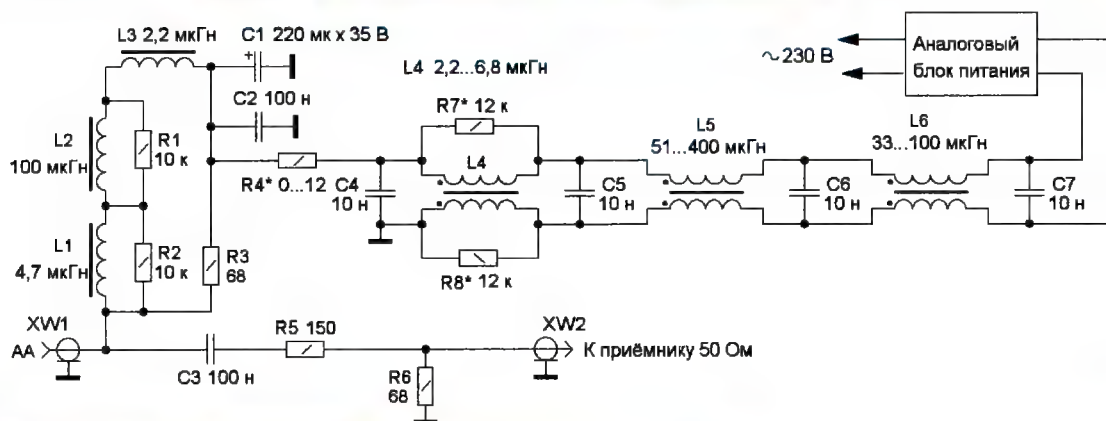 L3 2,2 мкГн
C1 220 мк x 35 В
+
C2 100 н
L2
100 мкГн
R1
10 к
L1
4,7 мкГн
R2
10 к
R3
68
R4* 0...12
C4
10 н
L4 2,2...6,8 мкГн
R7* 12 к
L4
R8* 12 к
C5
10 н
L5
51...400 мкГн
C6
10 н
L6
33...100 мкГн
C7
10 н
~230 В
Аналоговый
блок питания
XW1
АА
C3 100 н
R5 150
R6
68
XW2
К приёмнику 50 Ом